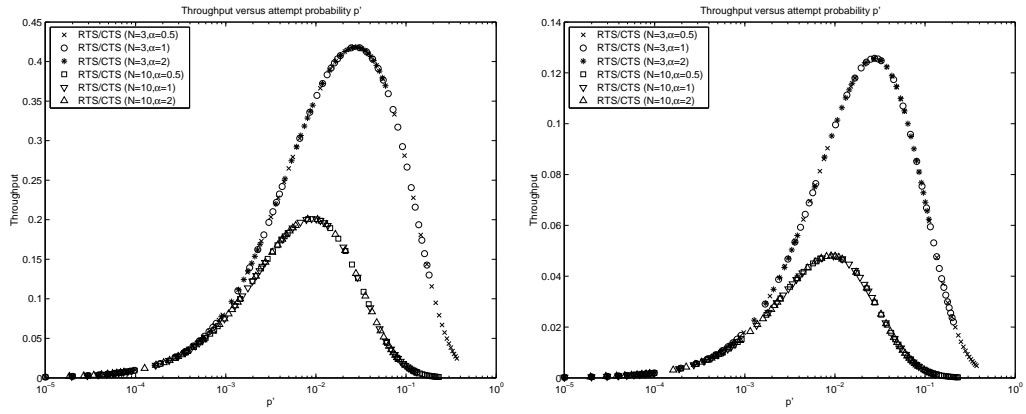 Throughput versus attempt probability p'
0.45
0.4
0.35
0.3
0.25
0.2
0.15
0.1
0.05
0
Throughput
RTS/CTS (N=3,α=0.5)
RTS/CTS (N=3,α=1)
RTS/CTS (N=3,α=2)
RTS/CTS (N=10,α=0.5)
RTS/CTS (N=10,α=1)
RTS/CTS (N=10,α=2)
10^-5 10^-4 10^-3 10^-2 10^-1 10^0
p'
Throughput versus attempt probability p'
0.14
0.12
0.1
0.08
0.06
0.04
0.02
0
Throughput
RTS/CTS (N=3,α=0.5)
RTS/CTS (N=3,α=1)
RTS/CTS (N=3,α=2)
RTS/CTS (N=10,α=0.5)
RTS/CTS (N=10,α=1)
RTS/CTS (N=10,α=2)
10^-5 10^-4 10^-3 10^-2 10^-1 10^0
p'